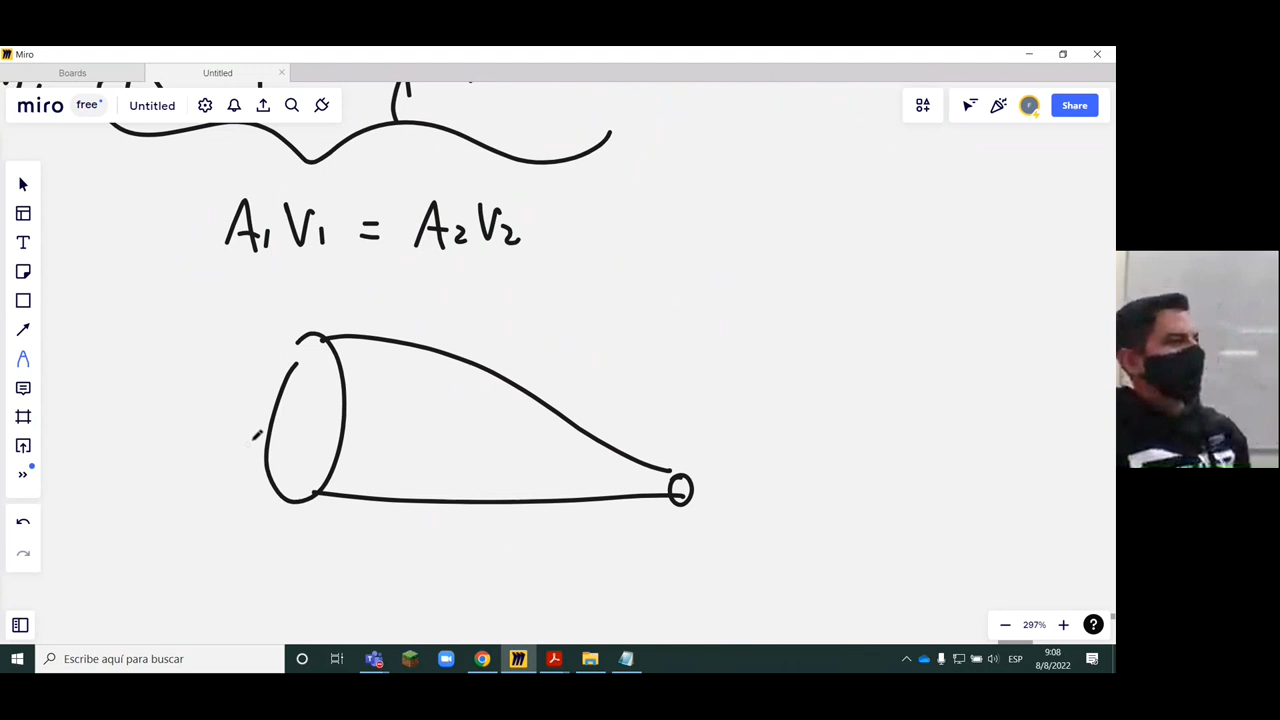 Miro
Boards
Untitled
miro free Untitled
Share
A₁V₁ = A₂V₂
297%
Escribe aquí para buscar
ESP
9:08
8/8/2022